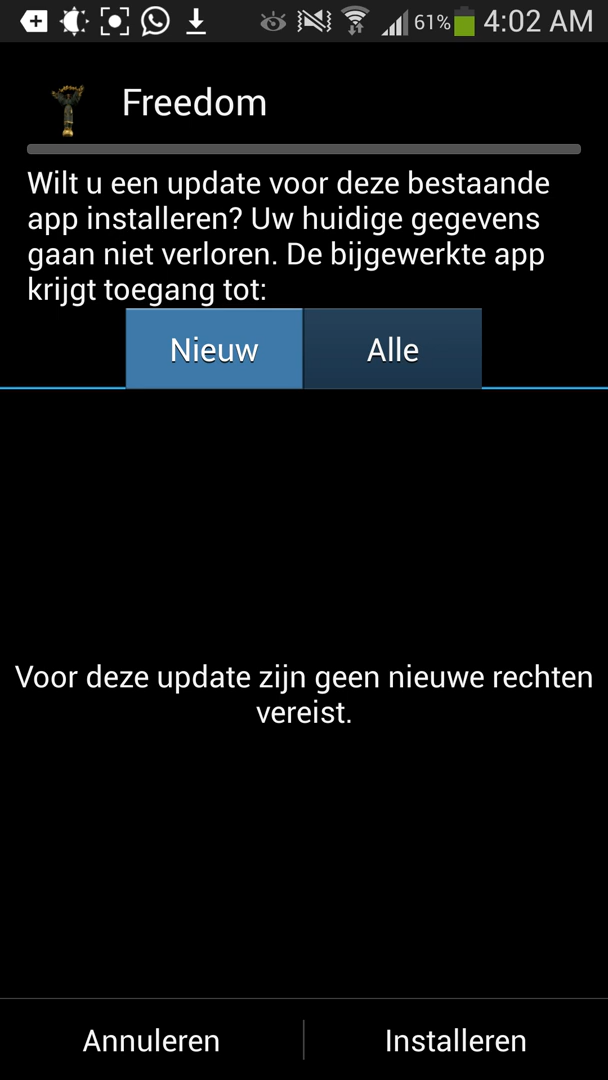 61% 4:02 AM
Freedom
Wilt u een update voor deze bestaande
app installeren? Uw huidige gegevens
gaan niet verloren. De bijgewerkte app
krijgt toegang tot:
Nieuw Alle
Voor deze update zijn geen nieuwe rechten
vereist.
Annuleren Installeren